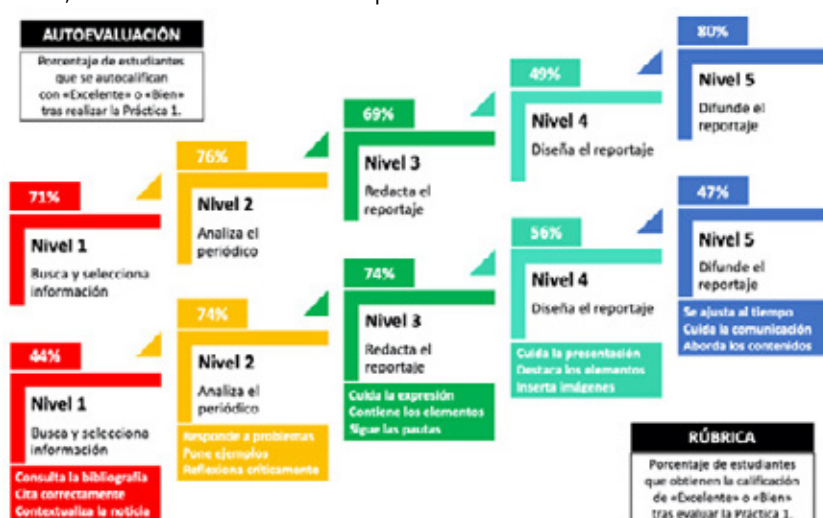 AUTOEVALUACIÓN
Porcentaje de estudiantes
que se autocalifican
con «Excelente» o «Bien»
tras realizar la Práctica 1.
71%
Nivel 1
Busca y selecciona
información
76%
Nivel 2
Analiza el
periódico
69%
Nivel 3
Redacta el
reportaje
49%
Nivel 4
Diseña el reportaje
80%
Nivel 5
Difunde el
reportaje
44%
Nivel 1
Busca y selecciona
información
Consulta la bibliografía
Cita correctamente
Contextualiza la noticia
74%
Nivel 2
Analiza el
periódico
Responde a problemas
Pone ejemplos
Reflexiona críticamente
74%
Nivel 3
Redacta el
reportaje
Cuida la expresión
Contiene los elementos
Sigue las pautas
56%
Nivel 4
Diseña el reportaje
Cuida la presentación
Destaca los elementos
Inserta imágenes
47%
Nivel 5
Difunde el
reportaje
Se ajusta al tiempo
Cuida la comunicación
Aborda los contenidos
RÚBRICA
Porcentaje de estudiantes
que obtienen la calificación
de «Excelente» o «Bien»
tras evaluar la Práctica 1.